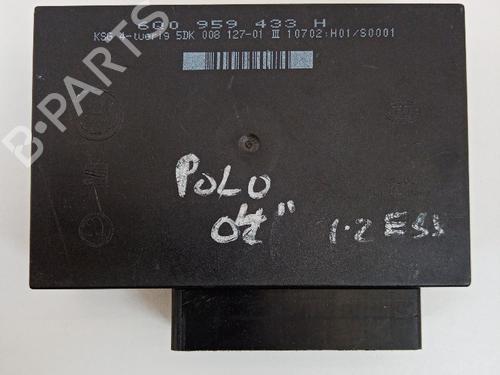 6Q0 959 433 H
KSG 4-tuerig 5DK 008 127-01 III 10702:H01/S0001
B-PARTS
POLO
04"
1.2 ESS